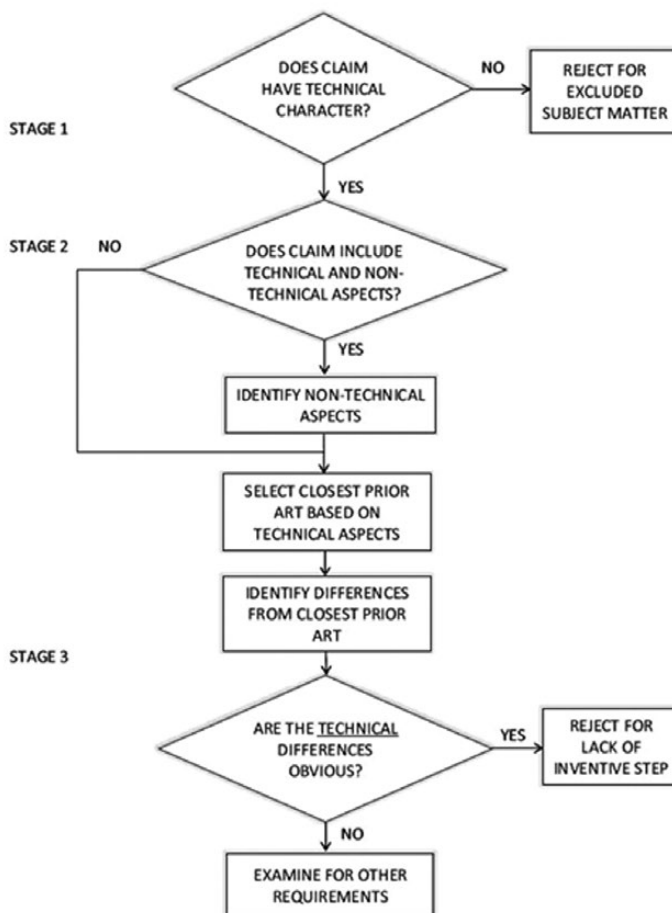 DOES CLAIM
HAVE TECHNICAL
CHARACTER?
NO
REJECT FOR
EXCLUDED
SUBJECT MATTER
STAGE 1
YES
STAGE 2
NO
DOES CLAIM INCLUDE
TECHNICAL AND NON-
TECHNICAL ASPECTS?
YES
IDENTIFY NON-TECHNICAL
ASPECTS
SELECT CLOSEST PRIOR
ART BASED ON
TECHNICAL ASPECTS
IDENTIFY DIFFERENCES
FROM CLOSEST PRIOR
ART
STAGE 3
ARE THE TECHNICAL
DIFFERENCES
OBVIOUS?
YES
REJECT FOR
LACK OF
INVENTIVE STEP
NO
EXAMINE FOR OTHER
REQUIREMENTS